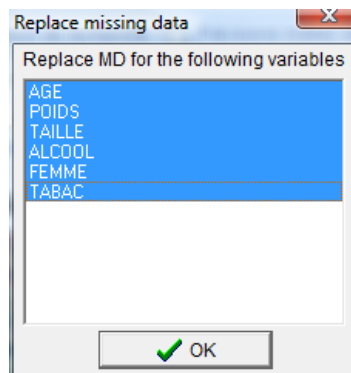 Replace missing data
Replace MD for the following variables
AGE
POIDS
TAILLE
ALCOOL
FEMME
TABAC
OK